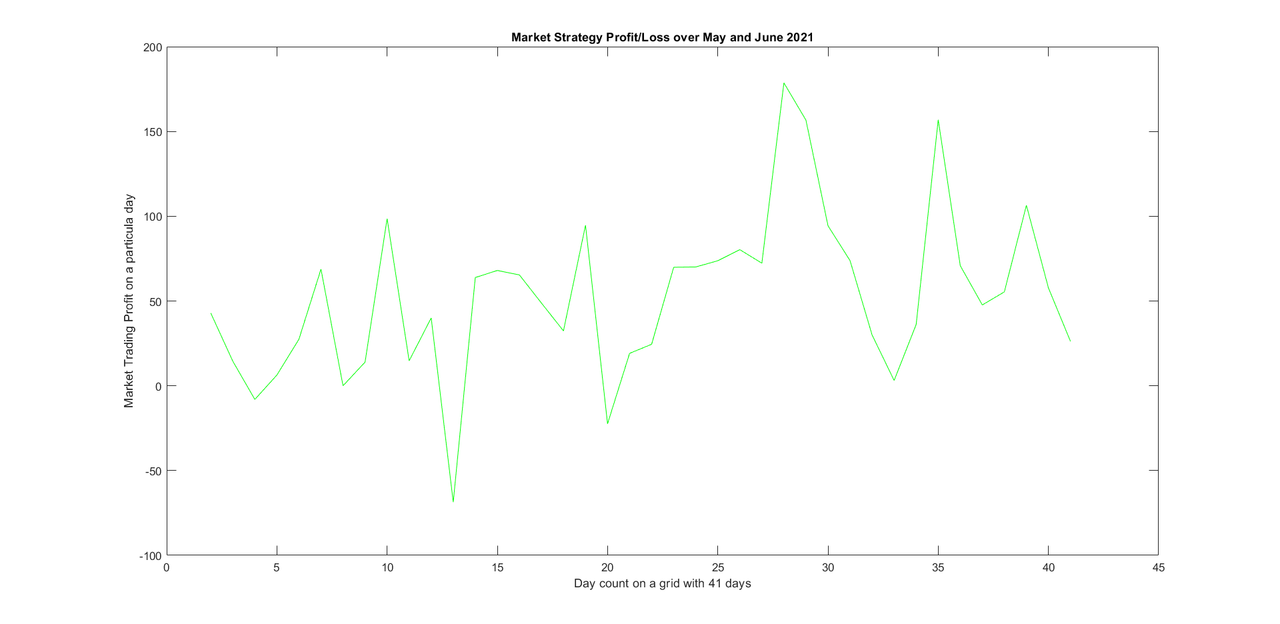 Market Strategy Profit/Loss over May and June 2021
200
150
100
50
0
-50
-100
Market Trading Profit on a particula day
0 5 10 15 20 25 30 35 40 45
Day count on a grid with 41 days